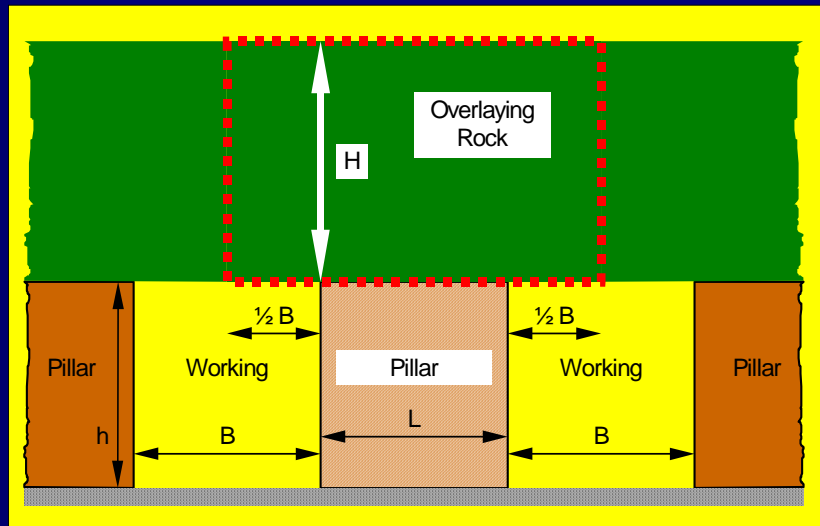 Overlaying
Rock
H
½ B
½ B
Pillar
Working
Pillar
Working
Pillar
h
B
L
B